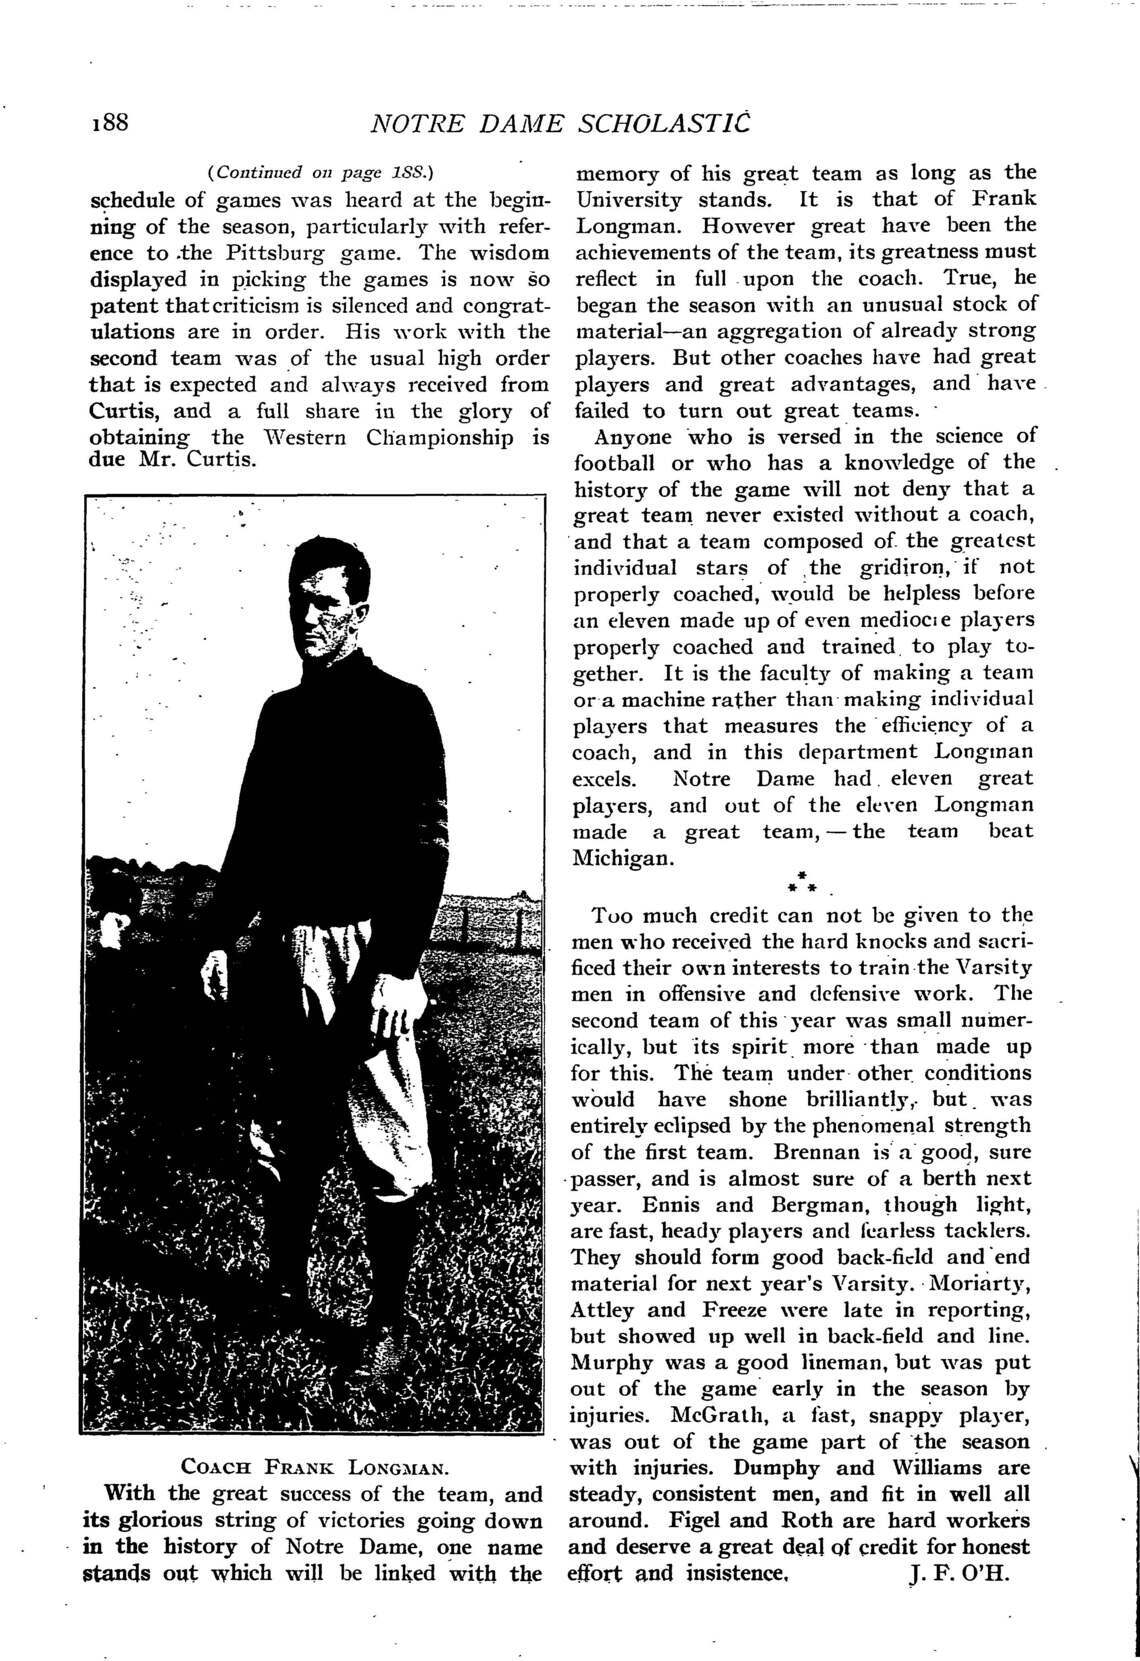 188 NOTRE DAME SCHOLASTIC
(Continued on page 188.)
schedule of games was heard at the begin-
ning of the season, particularly with refer-
ence to the Pittsburg game. The wisdom
displayed in picking the games is now so
patent that criticism is silenced and congrat-
ulations are in order. His work with the
second team was of the usual high order
that is expected and always received from
Curtis, and a full share in the glory of
obtaining the Western Championship is
due Mr. Curtis.
COACH FRANK LONGMAN.
With the great success of the team, and
its glorious string of victories going down
in the history of Notre Dame, one name
stands out which will be linked with the
memory of his great team as long as the
University stands. It is that of Frank
Longman. However great have been the
achievements of the team, its greatness must
reflect in full upon the coach. True, he
began the season with an unusual stock of
material—an aggregation of already strong
players. But other coaches have had great
players and great advantages, and have
failed to turn out great teams.
Anyone who is versed in the science of
football or who has a knowledge of the
history of the game will not deny that a
great team never existed without a coach,
and that a team composed of the greatest
individual stars of the gridiron, if not
properly coached, would be helpless before
an eleven made up of even mediocre players
properly coached and trained to play to-
gether. It is the faculty of making a team
or a machine rather than making individual
players that measures the efficiency of a
coach, and in this department Longman
excels. Notre Dame had eleven great
players, and out of the eleven Longman
made a great team,—the team beat
Michigan.
*
* *
Too much credit can not be given to the
men who received the hard knocks and sacri-
ficed their own interests to train the Varsity
men in offensive and defensive work. The
second team of this year was small numer-
ically, but its spirit more than made up
for this. The team under other conditions
would have shone brilliantly, but was
entirely eclipsed by the phenomenal strength
of the first team. Brennan is a good, sure
passer, and is almost sure of a berth next
year. Ennis and Bergman, though light,
are fast, heady players and fearless tacklers.
They should form good back-field and end
material for next year's Varsity. Moriarty,
Attley and Freeze were late in reporting,
but showed up well in back-field and line.
Murphy was a good lineman, but was put
out of the game early in the season by
injuries. McGrath, a fast, snappy player,
was out of the game part of the season
with injuries. Dumphy and Williams are
steady, consistent men, and fit in well all
around. Figel and Roth are hard workers
and deserve a great deal of credit for honest
effort and insistence. J. F. O'H.